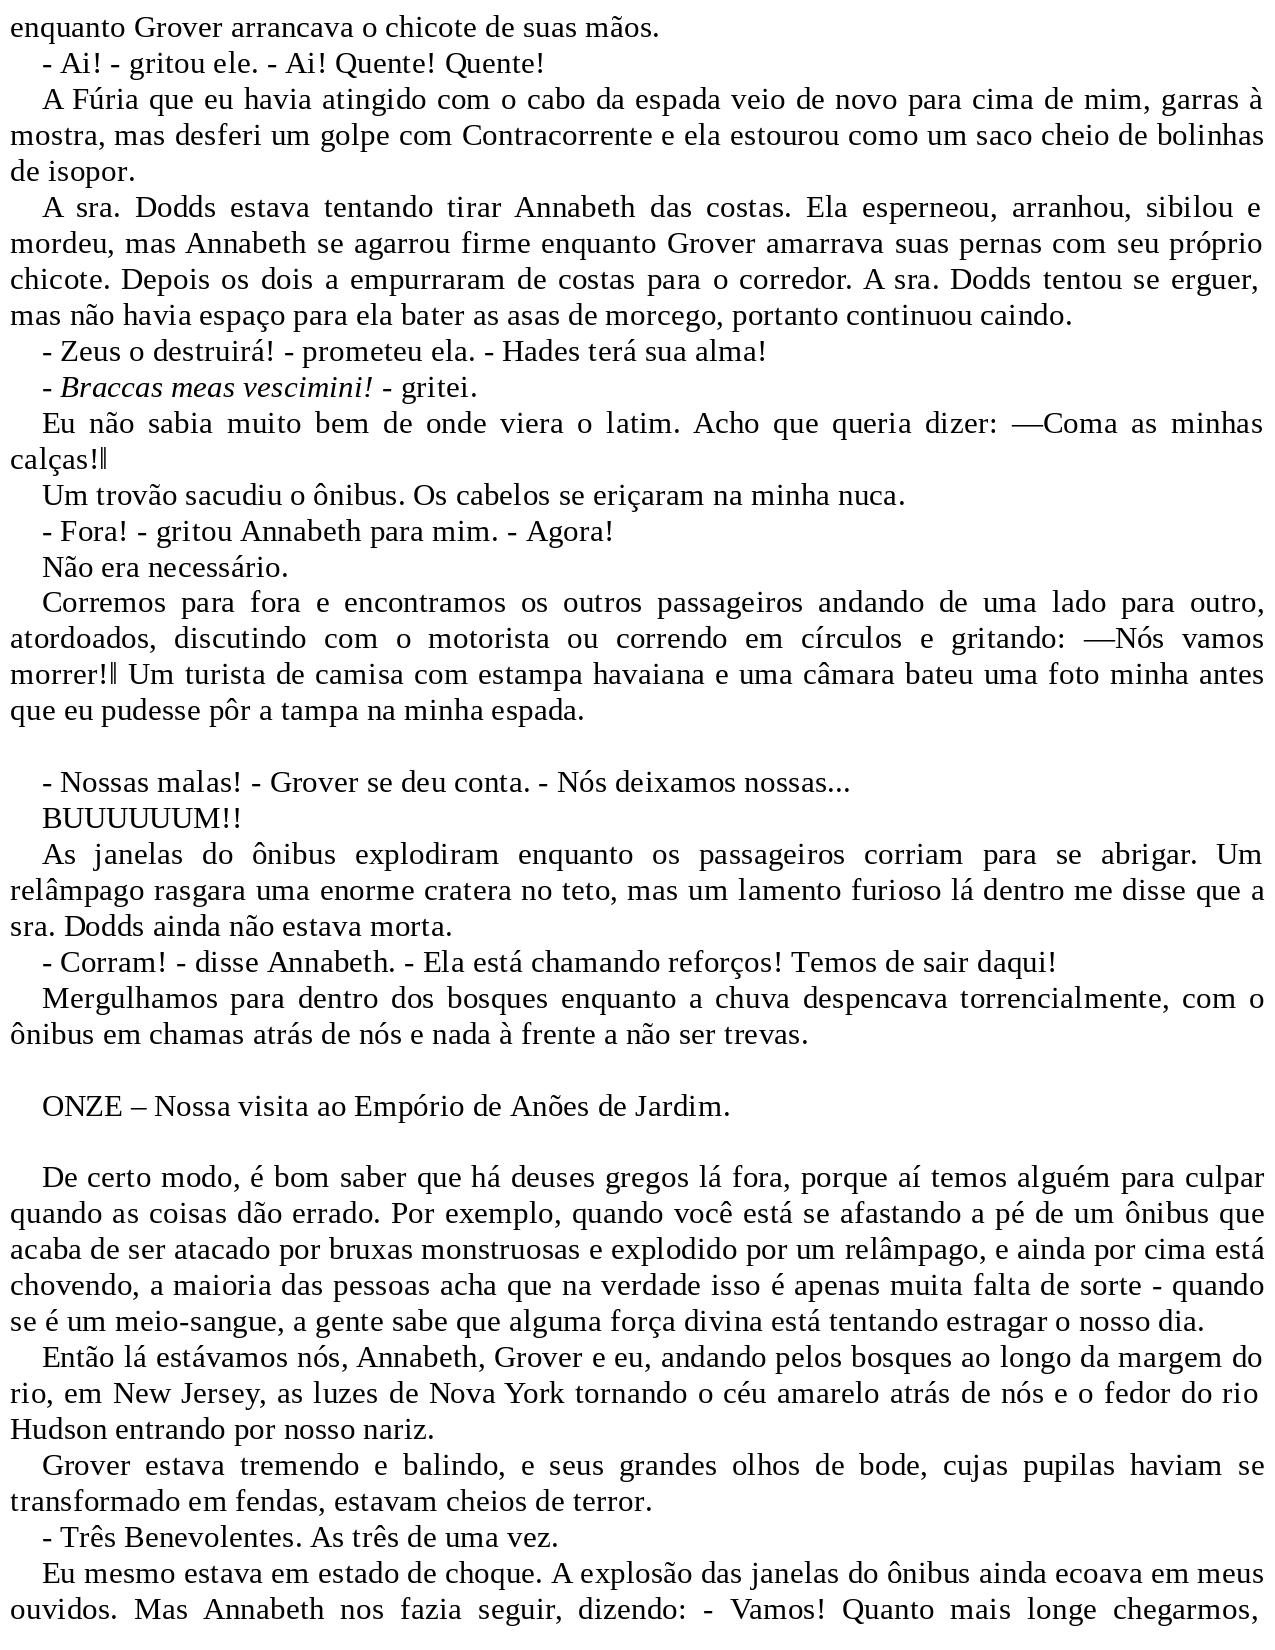 enquanto Grover arrancava o chicote de suas mãos.
- Ai! - gritou ele. - Ai! Quente! Quente!
A Fúria que eu havia atingido com o cabo da espada veio de novo para cima de mim, garras à
mostra, mas desferi um golpe com Contracorrente e ela estourou como um saco cheio de bolinhas
de isopor.
A sra. Dodds estava tentando tirar Annabeth das costas. Ela esperneou, arranhou, sibilou e
mordeu, mas Annabeth se agarrou firme enquanto Grover amarrava suas pernas com seu próprio
chicote. Depois os dois a empurraram de costas para o corredor. A sra. Dodds tentou se erguer,
mas não havia espaço para ela bater as asas de morcego, portanto continuou caindo.
- Zeus o destruirá! - prometeu ela. - Hades terá sua alma!
- Braccas meas vescimini! - gritei.
Eu não sabia muito bem de onde viera o latim. Acho que queria dizer: ―Coma as minhas
calças!‖
Um trovão sacudiu o ônibus. Os cabelos se eriçaram na minha nuca.
- Fora! - gritou Annabeth para mim. - Agora!
Não era necessário.
Corremos para fora e encontramos os outros passageiros andando de uma lado para outro,
atordoados, discutindo com o motorista ou correndo em círculos e gritando: ―Nós vamos
morrer!‖ Um turista de camisa com estampa havaiana e uma câmara bateu uma foto minha antes
que eu pudesse pôr a tampa na minha espada.
- Nossas malas! - Grover se deu conta. - Nós deixamos nossas...
BUUUUUUM!!
As janelas do ônibus explodiram enquanto os passageiros corriam para se abrigar. Um
relâmpago rasgara uma enorme cratera no teto, mas um lamento furioso lá dentro me disse que a
sra. Dodds ainda não estava morta.
- Corram! - disse Annabeth. - Ela está chamando reforços! Temos de sair daqui!
Mergulhamos para dentro dos bosques enquanto a chuva despencava torrencialmente, com o
ônibus em chamas atrás de nós e nada à frente a não ser trevas.
ONZE – Nossa visita ao Empório de Anões de Jardim.
De certo modo, é bom saber que há deuses gregos lá fora, porque aí temos alguém para culpar
quando as coisas dão errado. Por exemplo, quando você está se afastando a pé de um ônibus que
acaba de ser atacado por bruxas monstruosas e explodido por um relâmpago, e ainda por cima está
chovendo, a maioria das pessoas acha que na verdade isso é apenas muita falta de sorte - quando
se é um meio-sangue, a gente sabe que alguma força divina está tentando estragar o nosso dia.
Então lá estávamos nós, Annabeth, Grover e eu, andando pelos bosques ao longo da margem do
rio, em New Jersey, as luzes de Nova York tornando o céu amarelo atrás de nós e o fedor do rio
Hudson entrando por nosso nariz.
Grover estava tremendo e balindo, e seus grandes olhos de bode, cujas pupilas haviam se
transformado em fendas, estavam cheios de terror.
- Três Benevolentes. As três de uma vez.
Eu mesmo estava em estado de choque. A explosão das janelas do ônibus ainda ecoava em meus
ouvidos. Mas Annabeth nos fazia seguir, dizendo: - Vamos! Quanto mais longe chegarmos,